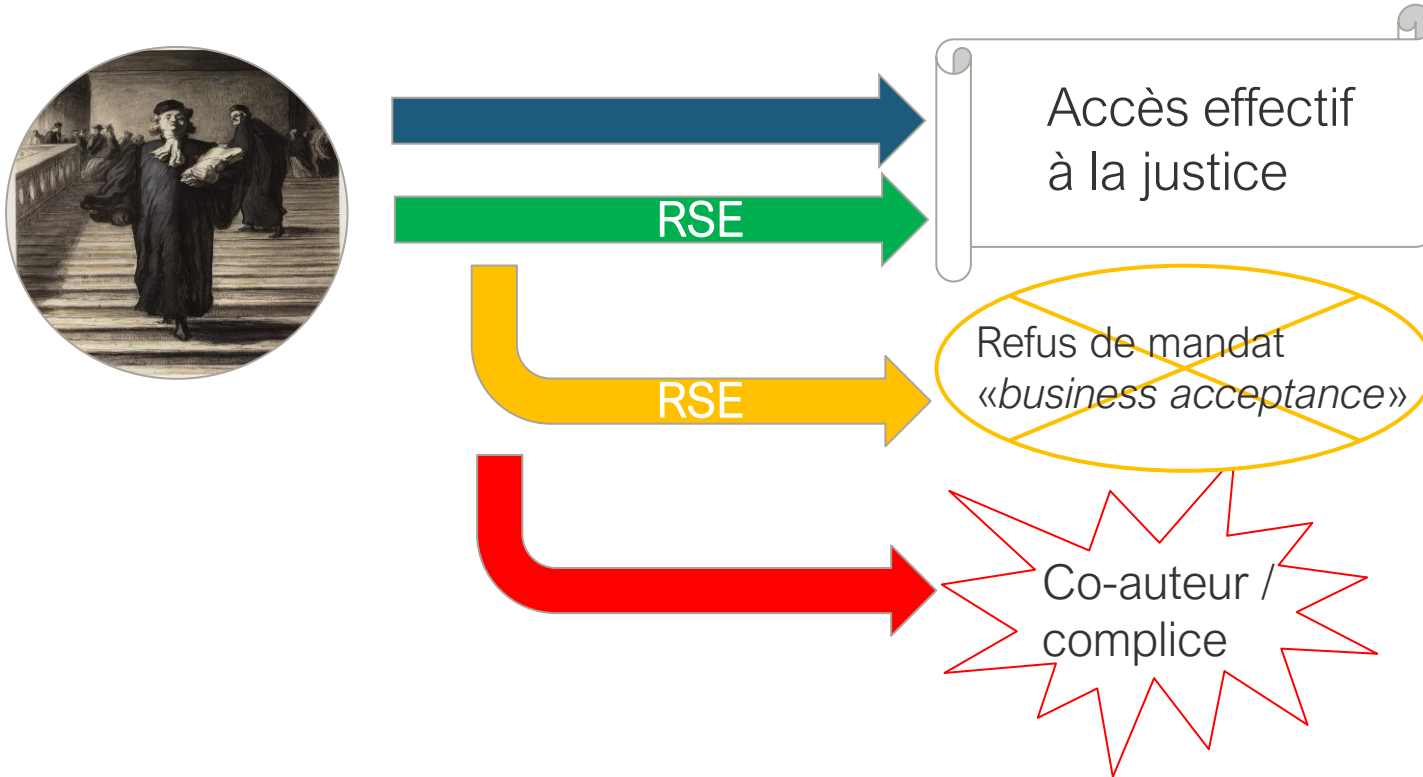 Accès effectif
à la justice
RSE
Refus de mandat
«business acceptance»
RSE
Co-auteur /
complice